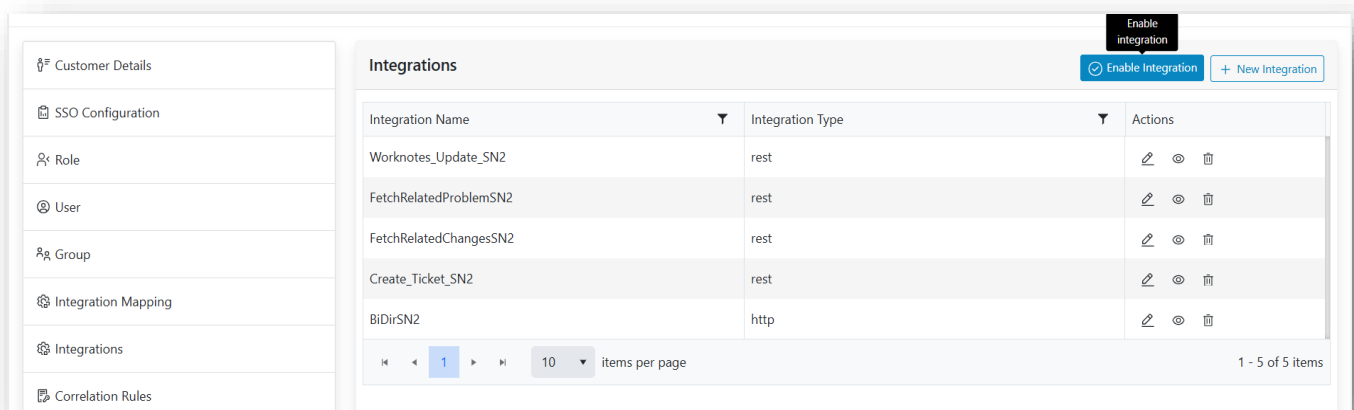 Enable
integration
Customer Details
SSO Configuration
Role
User
Group
Integration Mapping
Integrations
Correlation Rules
Integrations
Enable Integration
+ New Integration
Integration Name Integration Type Actions
Worknotes_Update_SN2 rest
FetchRelatedProblemSN2 rest
FetchRelatedChangesSN2 rest
Create_Ticket_SN2 rest
BiDirSN2 http
1 10 items per page 1 - 5 of 5 items